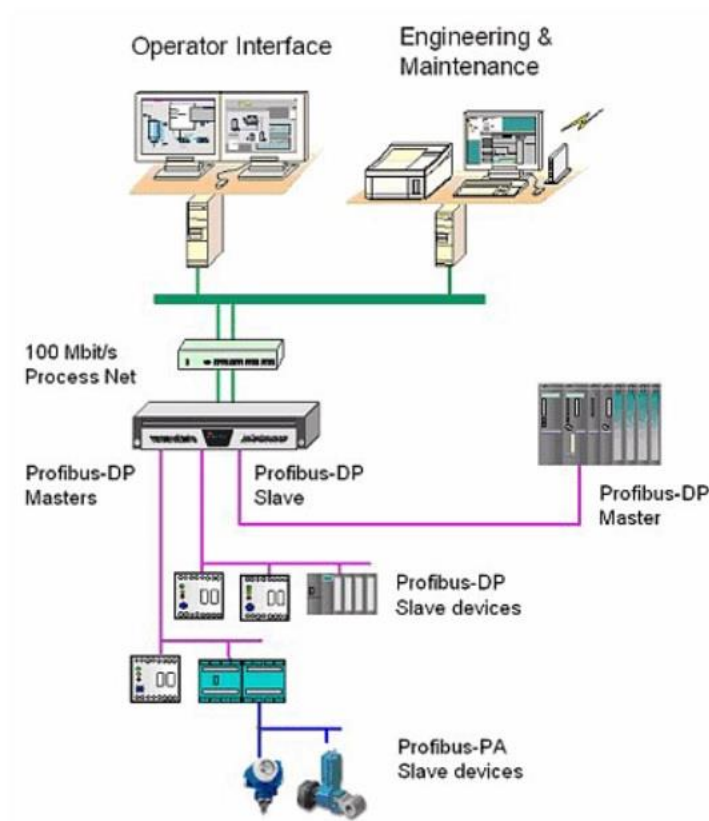 Operator Interface
Engineering &
Maintenance
100 Mbit/s
Process Net
Profibus-DP
Masters
Profibus-DP
Slave
Profibus-DP
Master
Profibus-DP
Slave devices
Profibus-PA
Slave devices